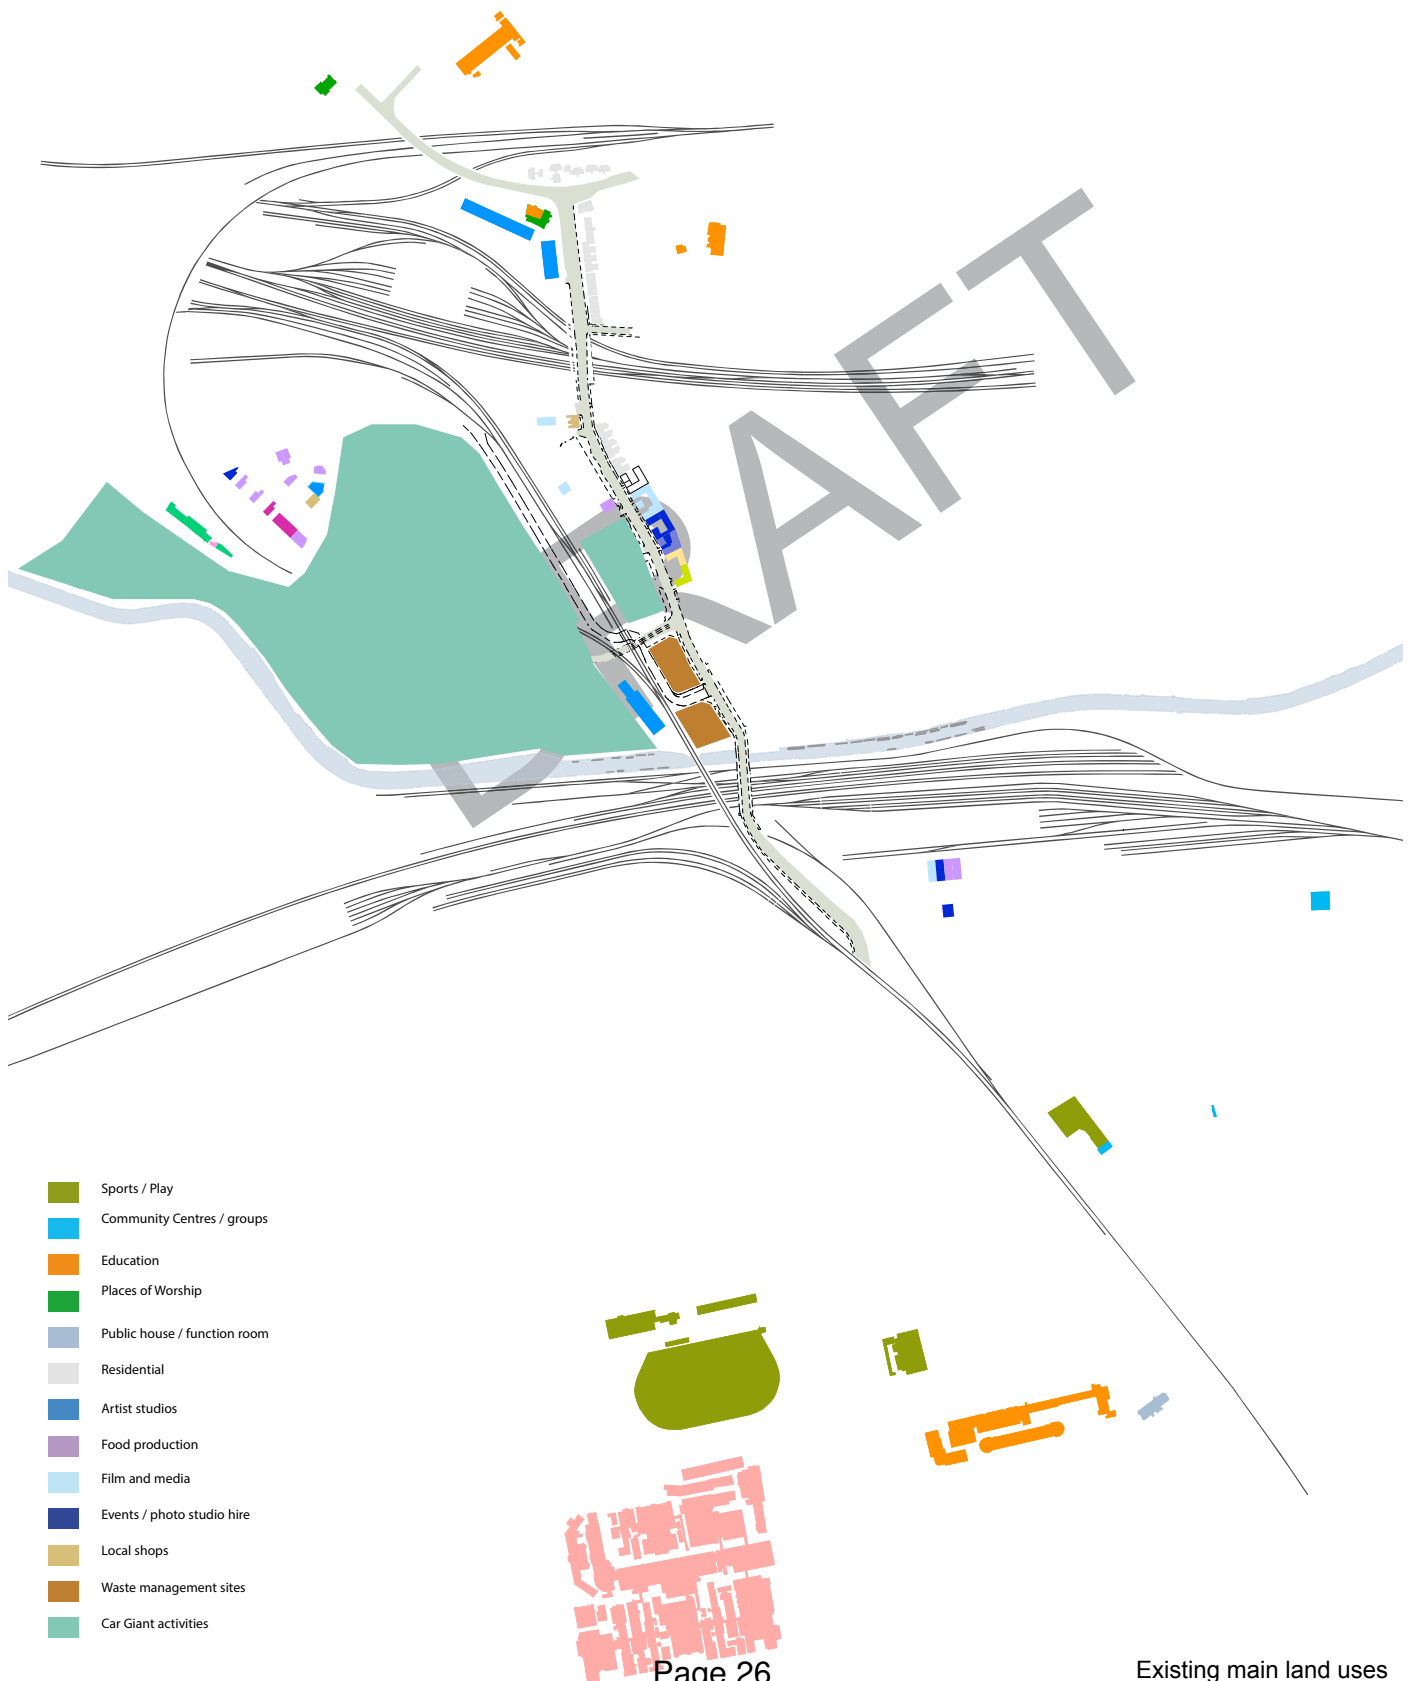 DRAFT
Sports / Play
Community Centres / groups
Education
Places of Worship
Public house / function room
Residential
Artist studios
Food production
Film and media
Events / photo studio hire
Local shops
Waste management sites
Car Giant activities
Page 26
Existing main land uses